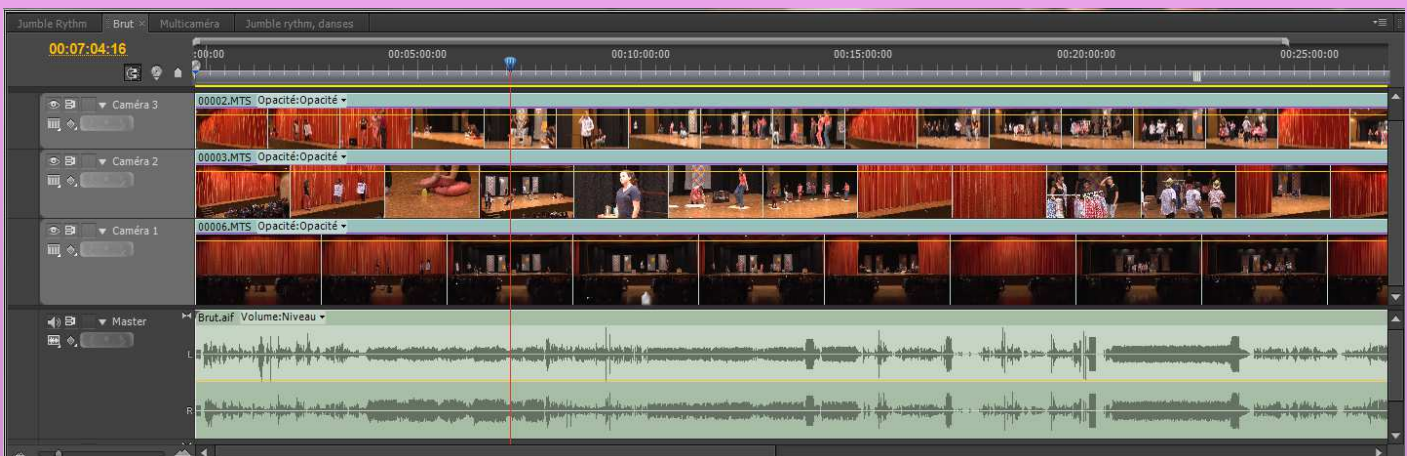 Jumble Rythm Brut × Multicaméra Jumble rythm, danses
00:07:04:16
:00:00 00:05:00:00 00:10:00:00 00:15:00:00 00:20:00:00 00:25:00:00
Caméra 3
00002.MTS Opacité:Opacité
Caméra 2
00003.MTS Opacité:Opacité
Caméra 1
00006.MTS Opacité:Opacité
Master
Brut.aif Volume:Niveau
L
R